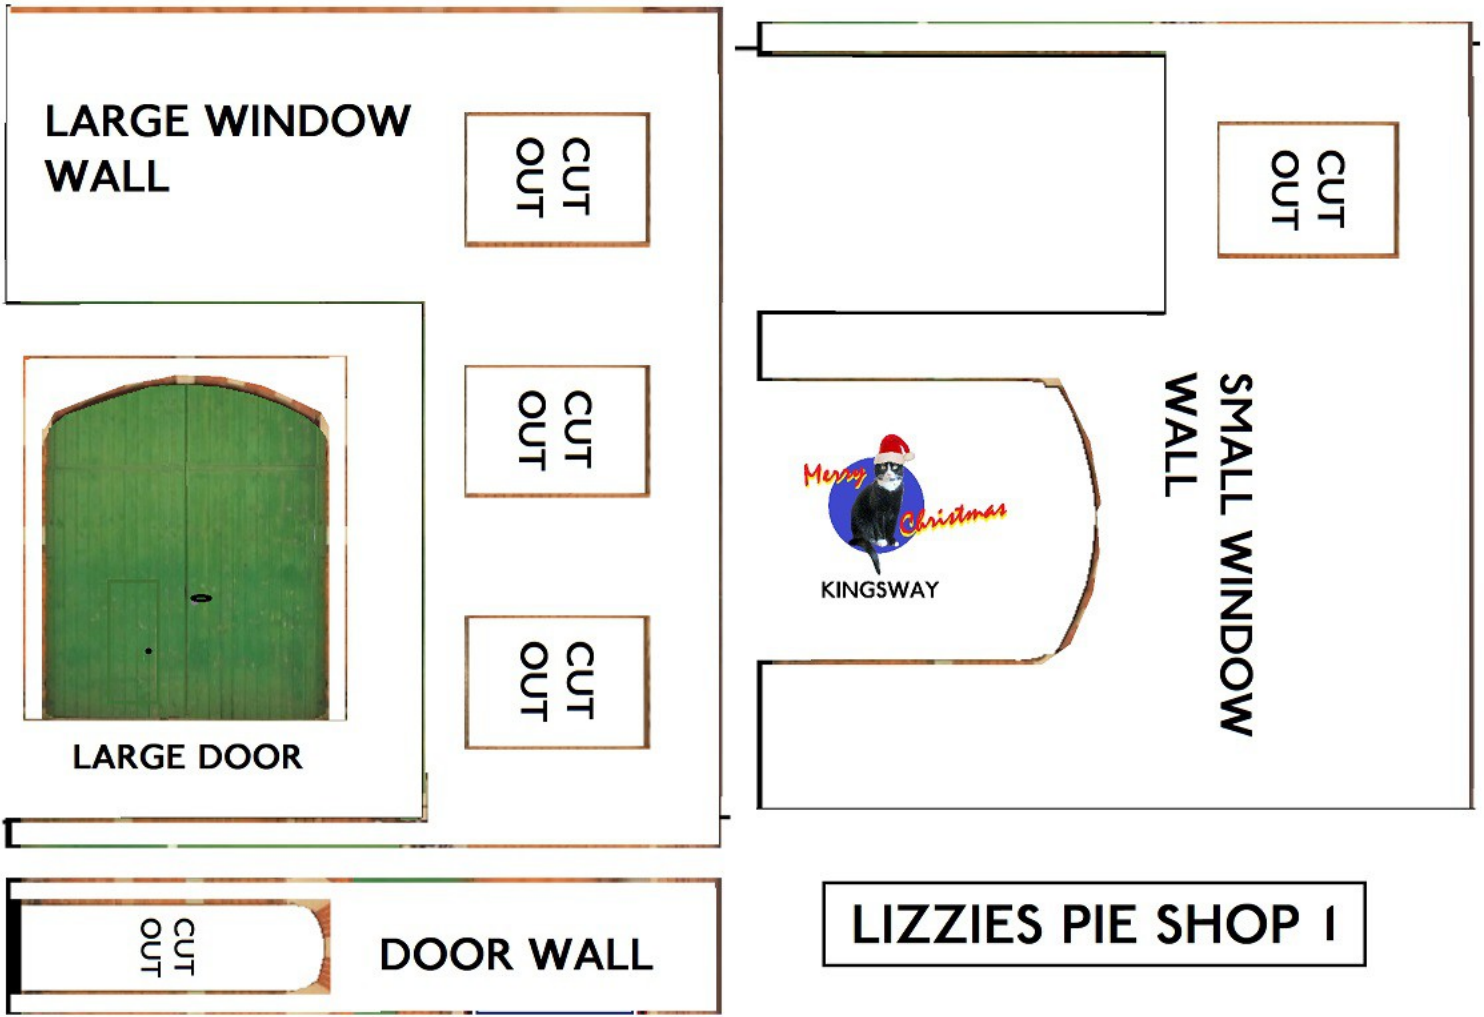 LARGE WINDOW
WALL
CUT
OUT
CUT
OUT
CUT
OUT
LARGE DOOR
CUT
OUT
DOOR WALL
CUT
OUT
SMALL WINDOW
WALL
Merry
Christmas
KINGSWAY
LIZZIES PIE SHOP 1